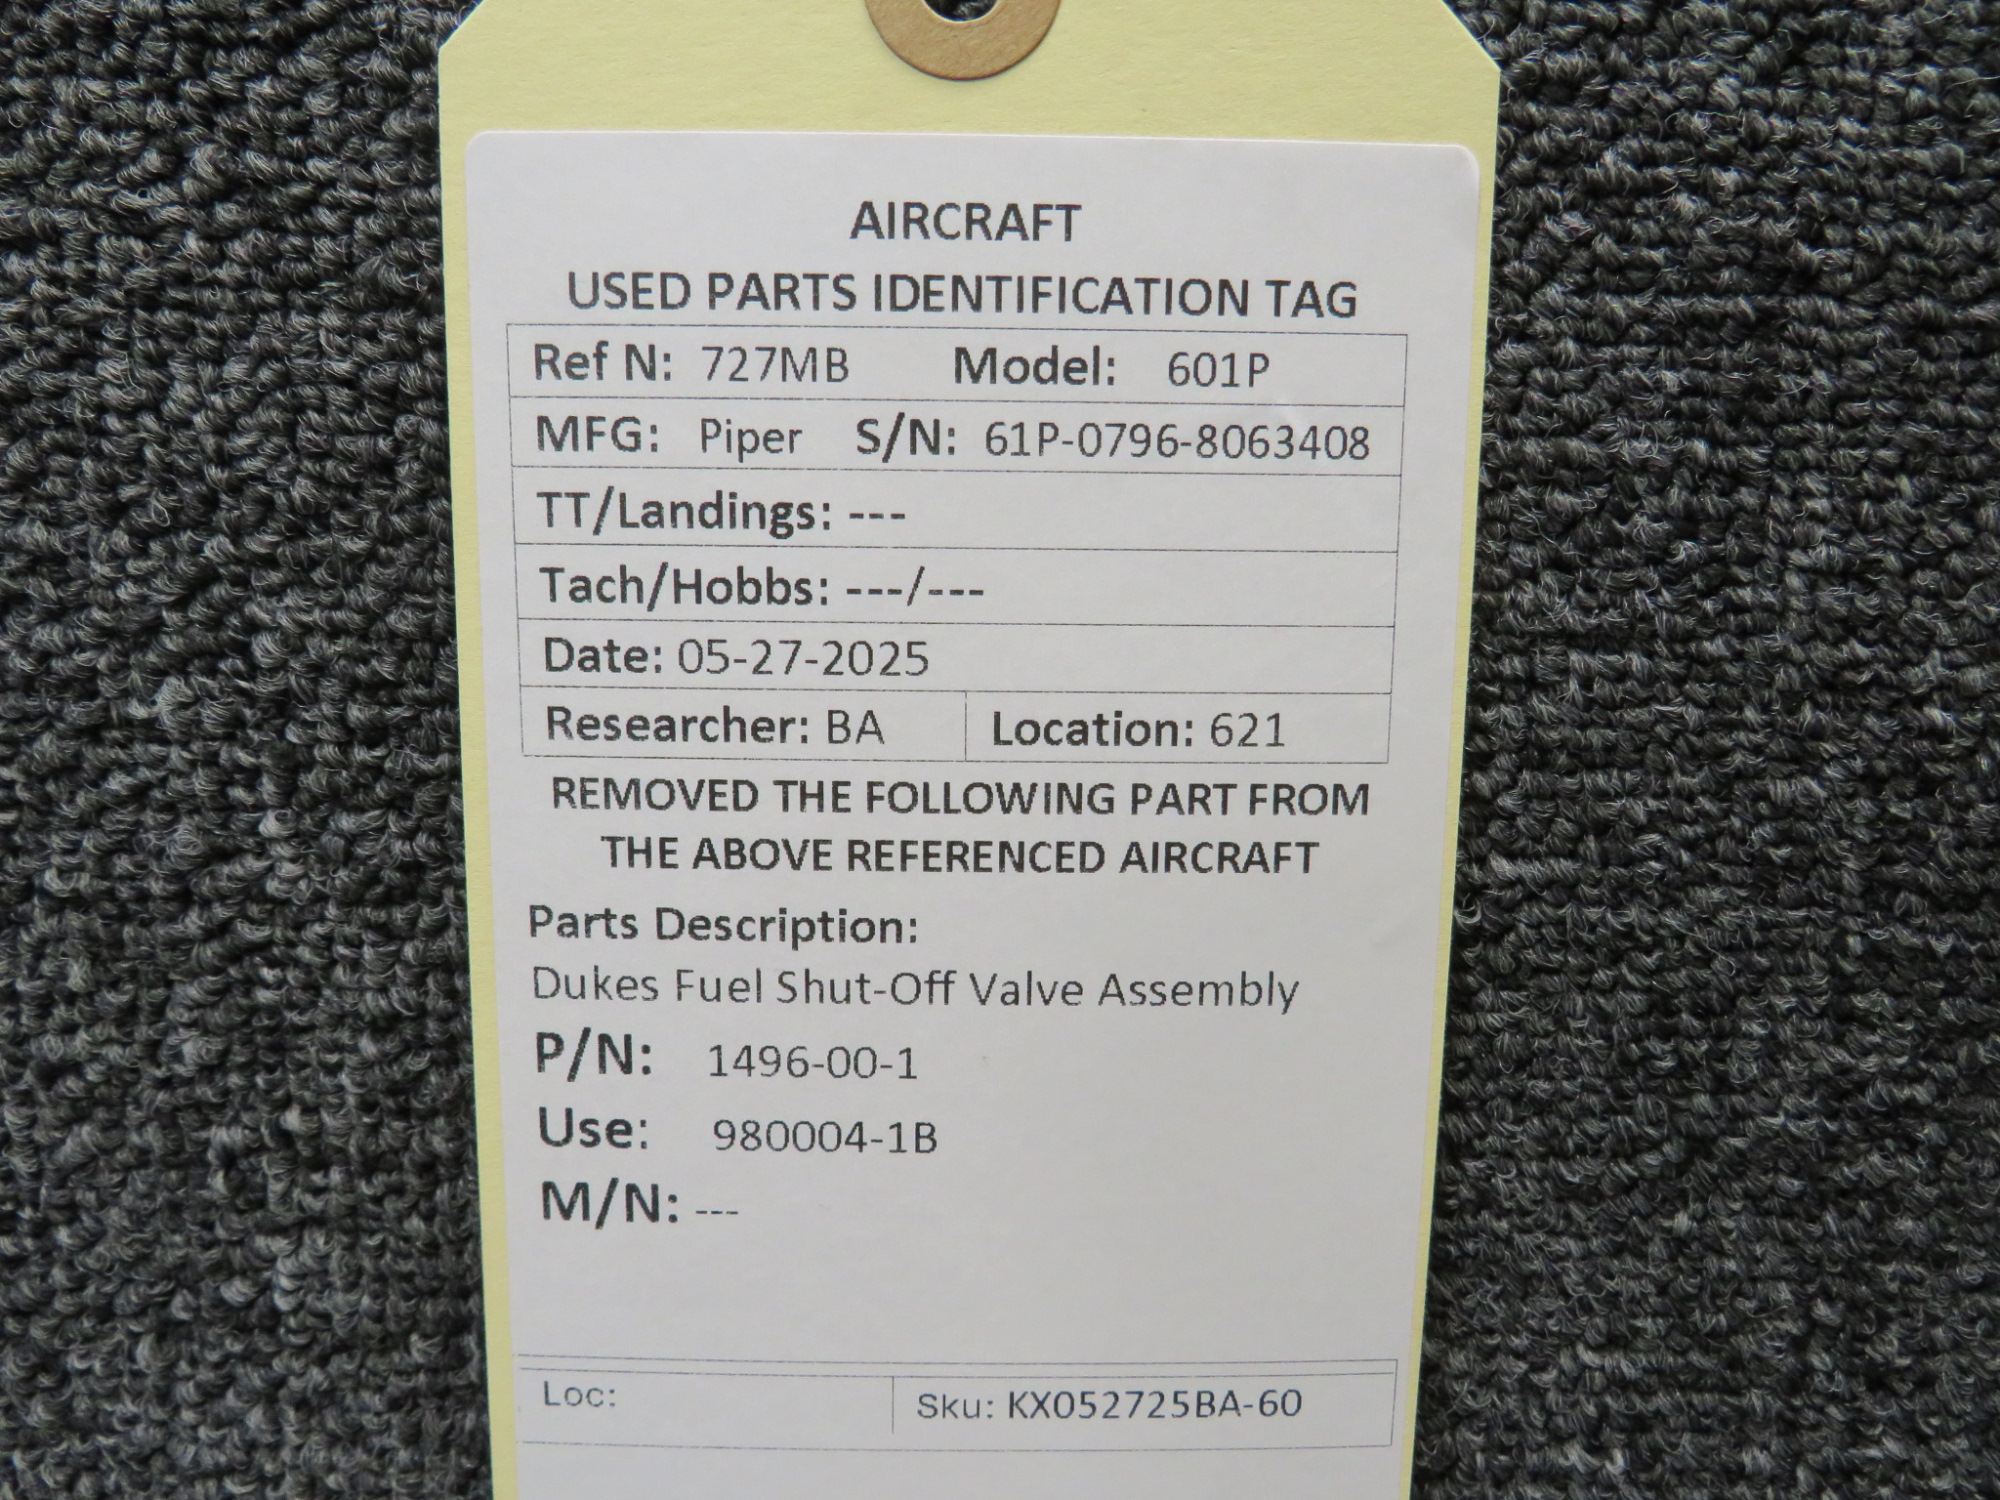 AIRCRAFT
USED PARTS IDENTIFICATION TAG
Ref N: 727MB Model: 601P
MFG: Piper S/N: 61P-0796-8063408
TT/Landings: ---
Tach/Hobbs: ---/---
Date: 05-27-2025
Researcher: BA Location: 621
REMOVED THE FOLLOWING PART FROM
THE ABOVE REFERENCED AIRCRAFT
Parts Description:
Dukes Fuel Shut-Off Valve Assembly
P/N: 1496-00-1
Use: 980004-1B
M/N: ---
Loc: Sku: KX052725BA-60